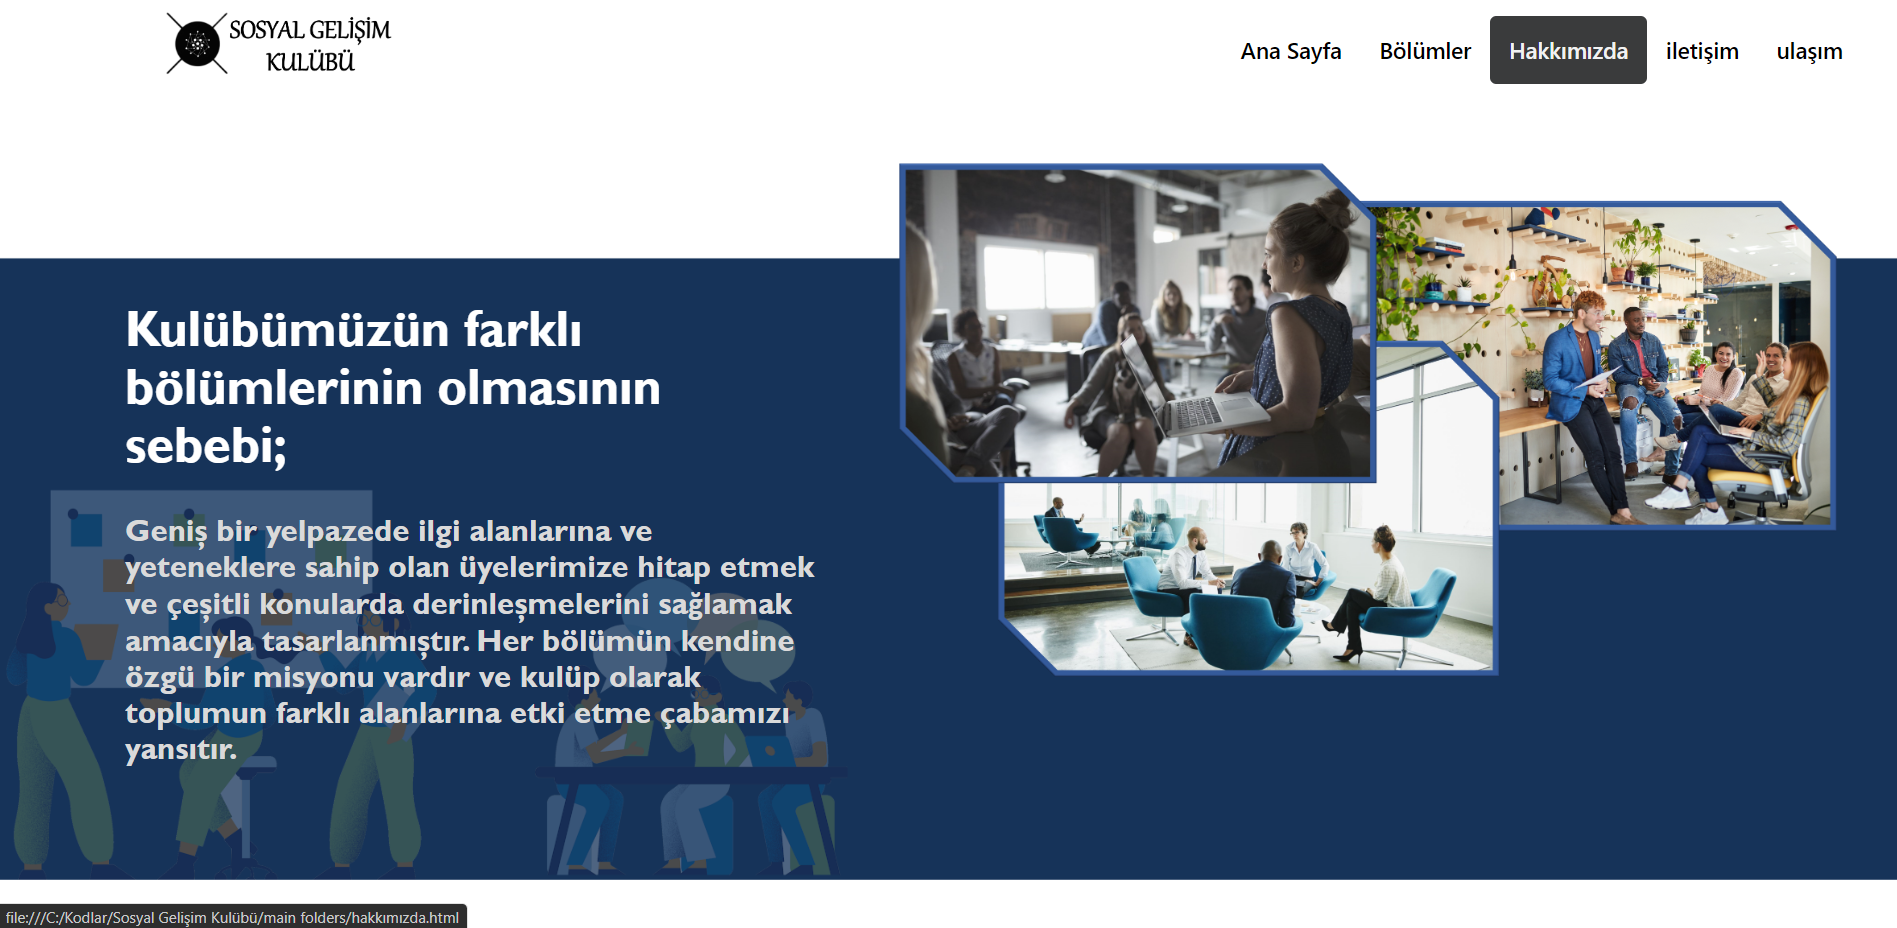 SOSYAL GELİŞİM
KULÜBÜ
Ana Sayfa Bölümler Hakkımızda iletişim ulaşım
Kulübümüzün farklı
bölümlerinin olmasının
sebebi;
Geniş bir yelpazede ilgi alanlarına ve
yeteneklere sahip olan üyelerimize hitap etmek
ve çeşitli konularda derinleşmelerini sağlamak
amacıyla tasarlanmıştır. Her bölümün kendine
özgü bir misyonu vardır ve kulüp olarak
toplumun farklı alanlarına etki etme çabamızı
yansıtır.
file:///C:/Kodlar/Sosyal Gelişim Kulübü/main folders/hakkımızda.html